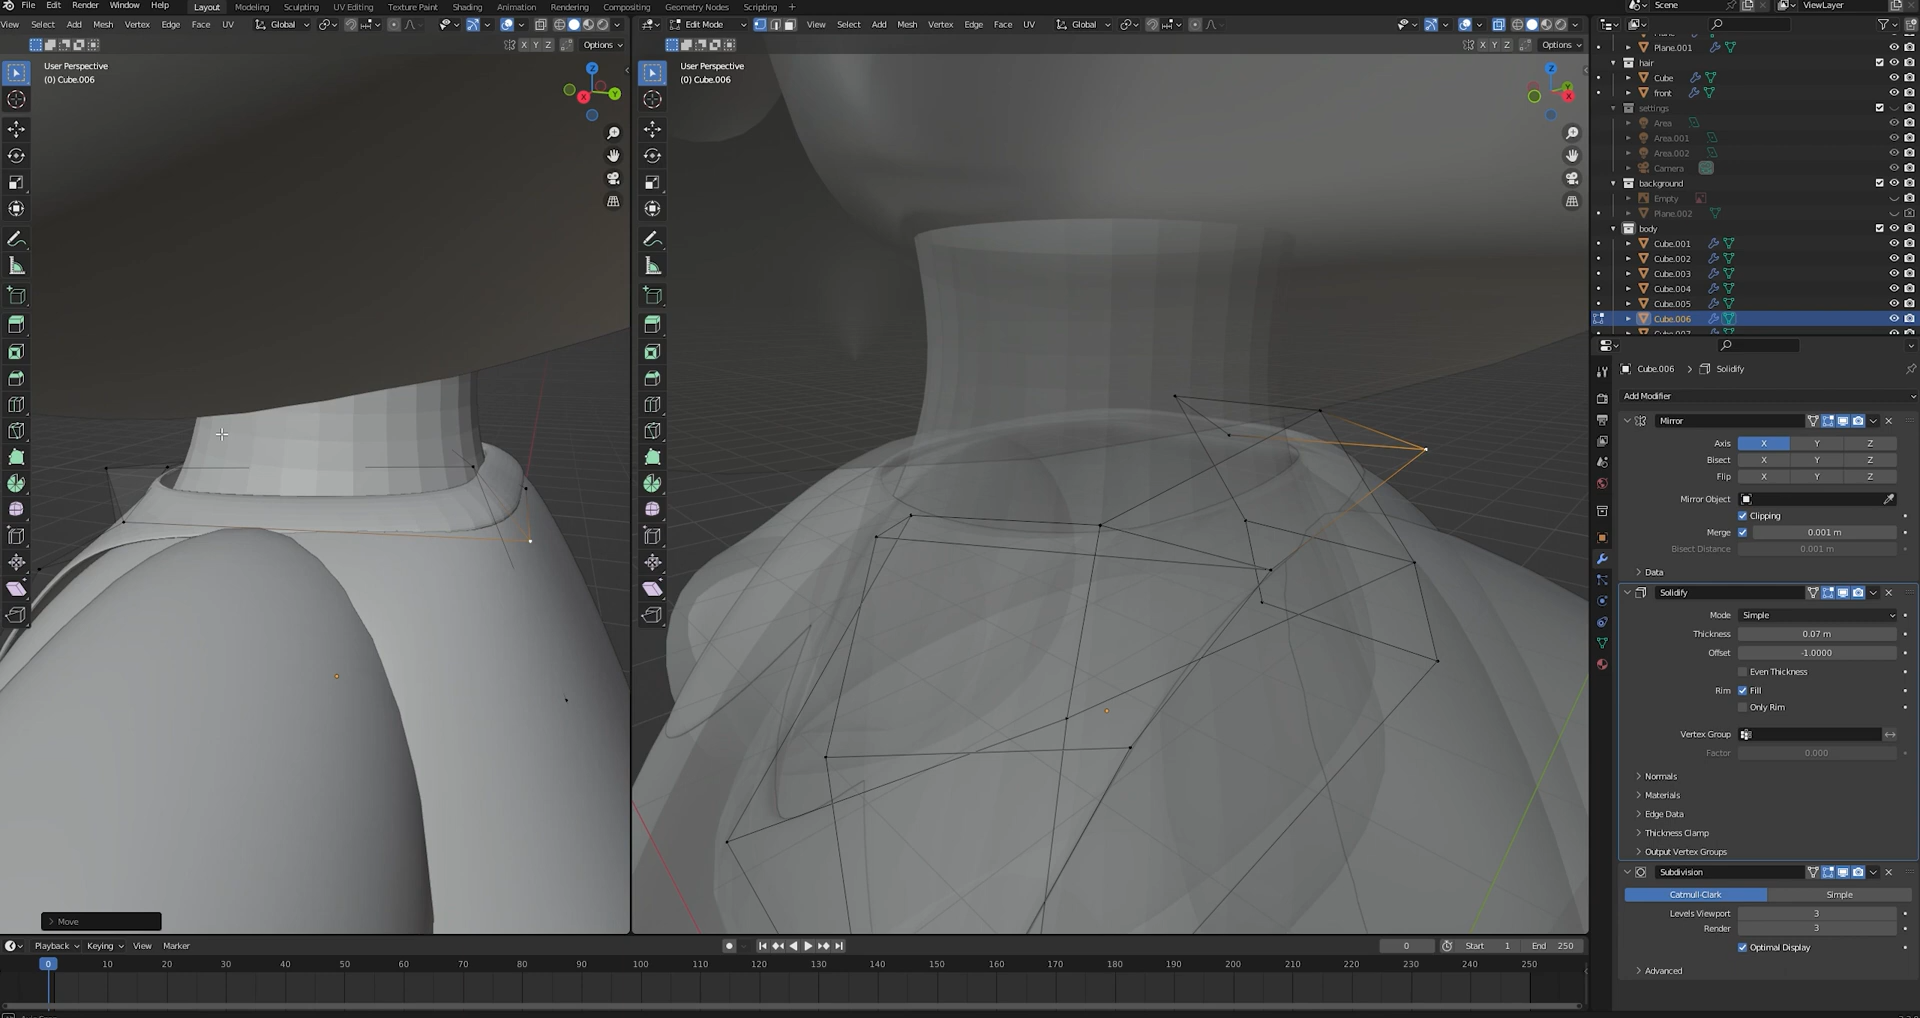 File Edit Render Window Help Layout Modeling Sculpting UV Editing Texture Paint Shading Animation Rendering Compositing Geometry Nodes Scripting + Scene ViewLayer
View Select Add Mesh Vertex Edge Face UV Global
Edit Mode View Select Add Mesh Vertex Edge Face UV Global
X Y Z Options
X Y Z Options
User Perspective
(0) Cube.006
User Perspective
(0) Cube.006
Z
Y
X
Z
X
Move
Plane.001
hair
Cube
front
settings
Area
Area.001
Area.002
Camera
background
Empty
Plane.002
body
Cube.001
Cube.002
Cube.003
Cube.004
Cube.005
Cube.006
Cube.007
Cube.006 > Solidify
Add Modifier
Mirror
Axis X Y Z
Bisect X Y Z
Flip X Y Z
Mirror Object
Clipping
Merge 0.001 m
Bisect Distance 0.001 m
Data
Solidify
Mode Simple
Thickness 0.07 m
Offset -1.0000
Even Thickness
Rim Fill
Only Rim
Vertex Group
Factor 0.000
Normals
Materials
Edge Data
Thickness Clamp
Output Vertex Groups
Subdivision
Catmull-Clark Simple
Levels Viewport 3
Render 3
Optimal Display
Advanced
Playback Keying View Marker 0 Start 1 End 250
0 10 20 30 40 50 60 70 80 90 100 110 120 130 140 150 160 170 180 190 200 210 220 230 240 250